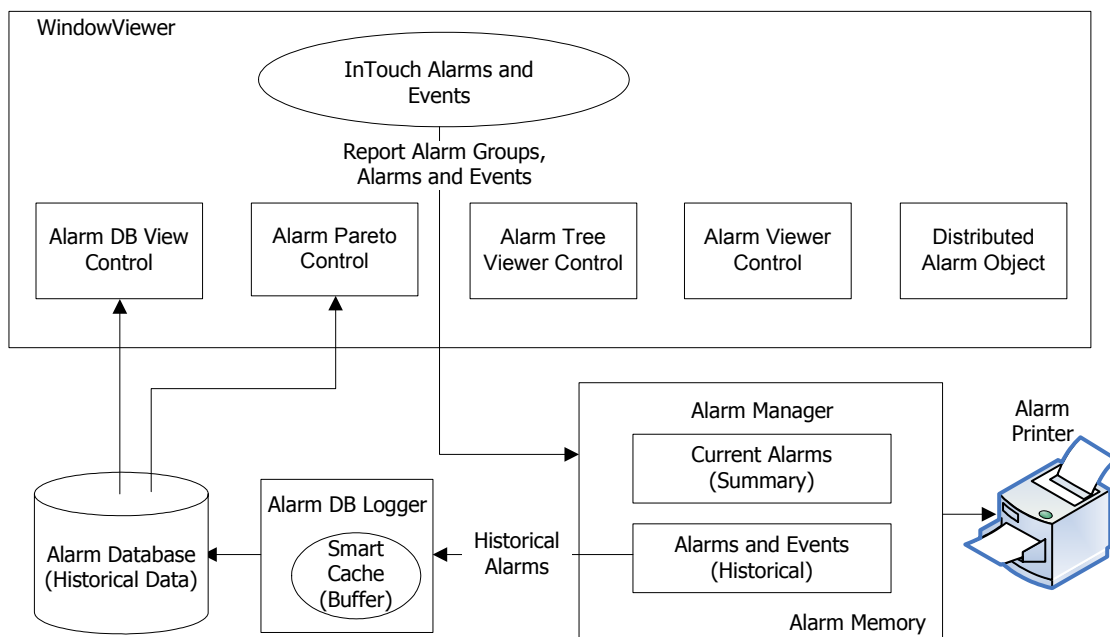 WindowViewer
InTouch Alarms and
Events
Report Alarm Groups,
Alarms and Events
Alarm DB View
Control
Alarm Pareto
Control
Alarm Tree
Viewer Control
Alarm Viewer
Control
Distributed
Alarm Object
Alarm Manager
Current Alarms
(Summary)
Alarms and Events
(Historical)
Alarm Memory
Alarm
Printer
Historical
Alarms
Alarm DB Logger
Smart
Cache
(Buffer)
Alarm Database
(Historical Data)